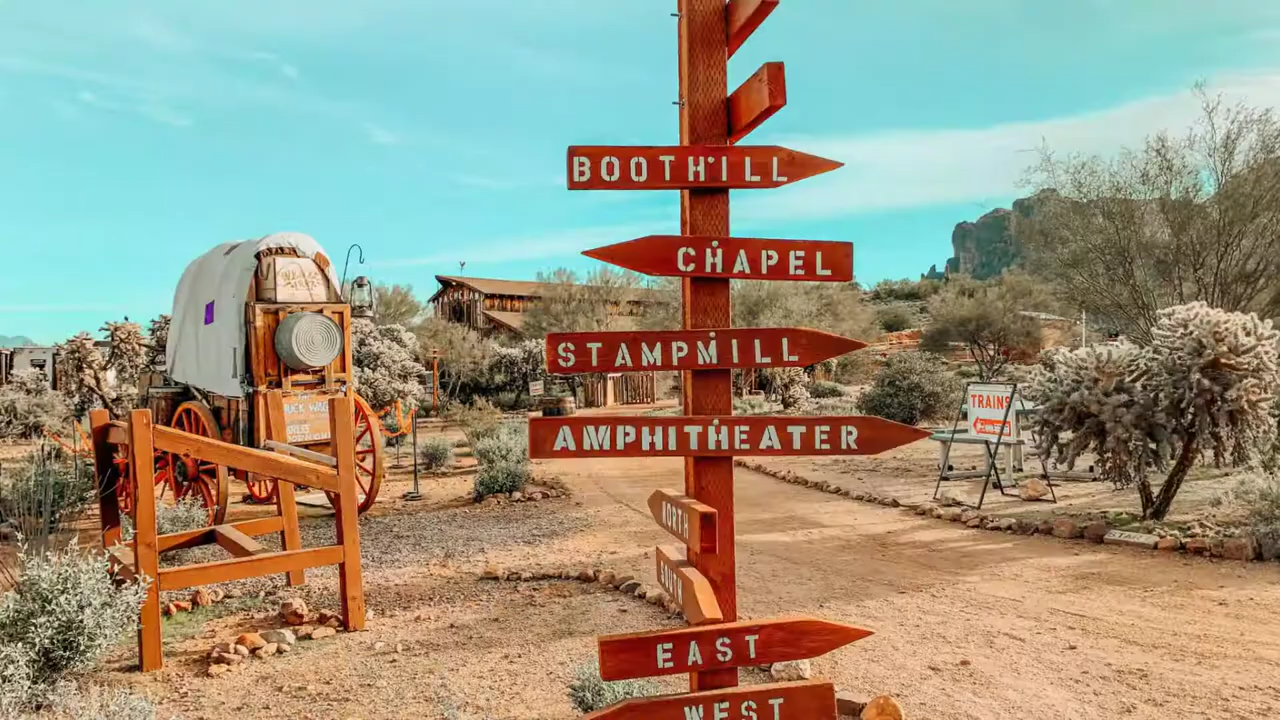 BOOTHILL
CHAPEL
STAMPMILL
AMPHITHEATER
NORTH
SOUTH
EAST
WEST
TRAINS